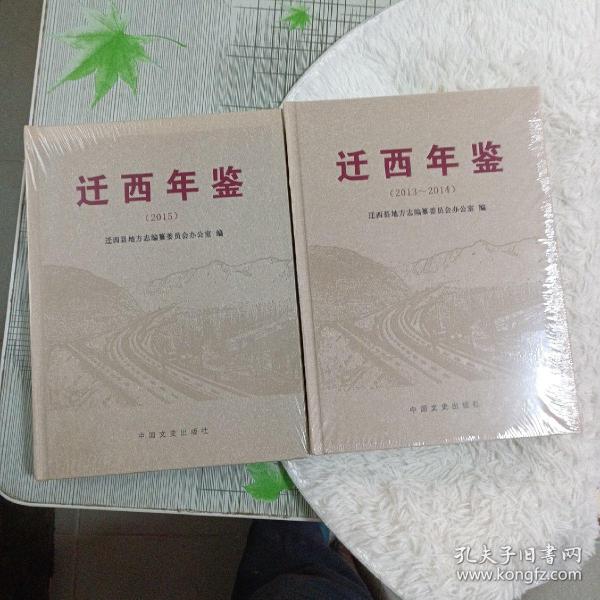 迁西年鉴
(2015)
迁西县地方志编纂委员会办公室 编
中国文史出版社
迁西年鉴
(2013~2014)
迁西县地方志编纂委员会办公室 编
中国文史出版社
孔夫子旧书网
www.kongfz.com